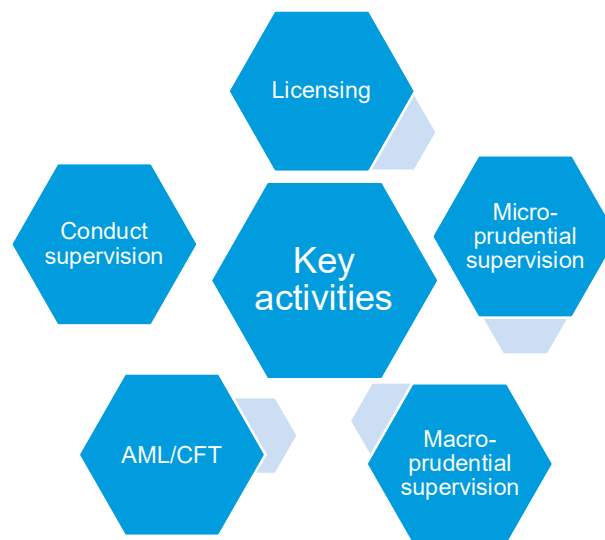 Licensing
Conduct
supervision
Micro-
prudential
supervision
Key
activities
AML/CFT
Macro-
prudential
supervision